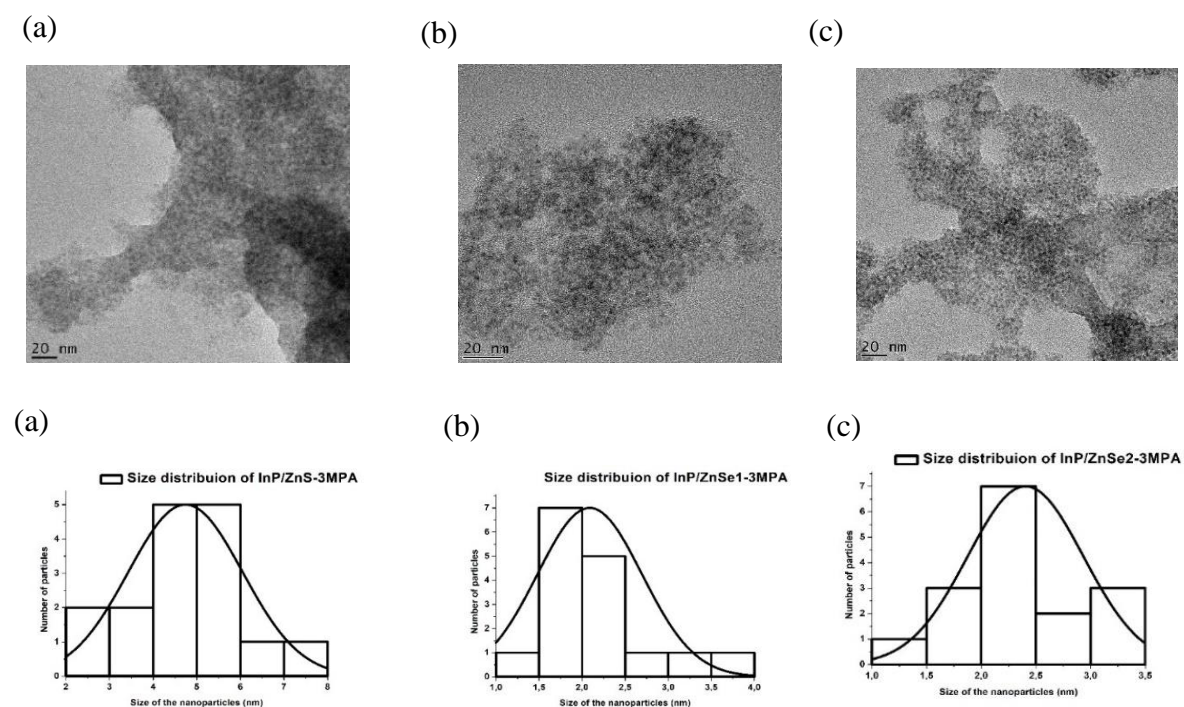 (a)
(b)
(c)
20 nm
20 nm
20 nm
(a)
(b)
(c)
Size distribuion of InP/ZnS-3MPA
5
4
3
2
1
0
Number of particles
2 3 4 5 6 7 8
Size of the nanoparticles (nm)
Size distribuion of InP/ZnSe1-3MPA
7
6
5
4
3
2
1
0
Number of particles
1,0 1,5 2,0 2,5 3,0 3,5 4,0
Size of the nanoparticles (nm)
Size distribuion of InP/ZnSe2-3MPA
7
6
5
4
3
2
1
0
Number of particles
1,0 1,5 2,0 2,5 3,0 3,5
Size of the nanoparticles (nm)